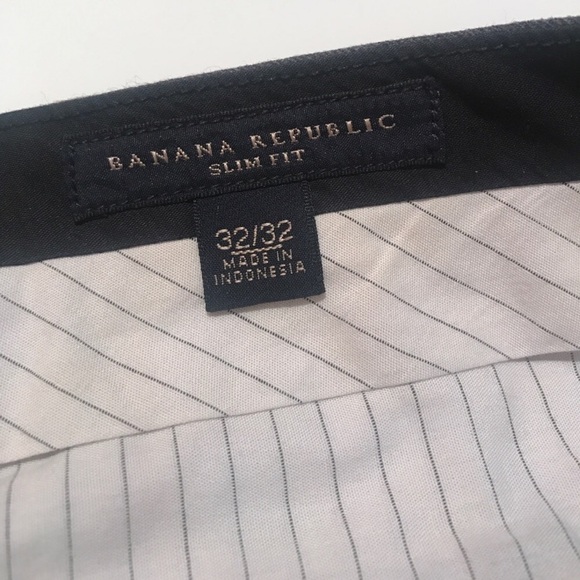 BANANA REPUBLIC
SLIM FIT
32/32
MADE IN
INDONESIA